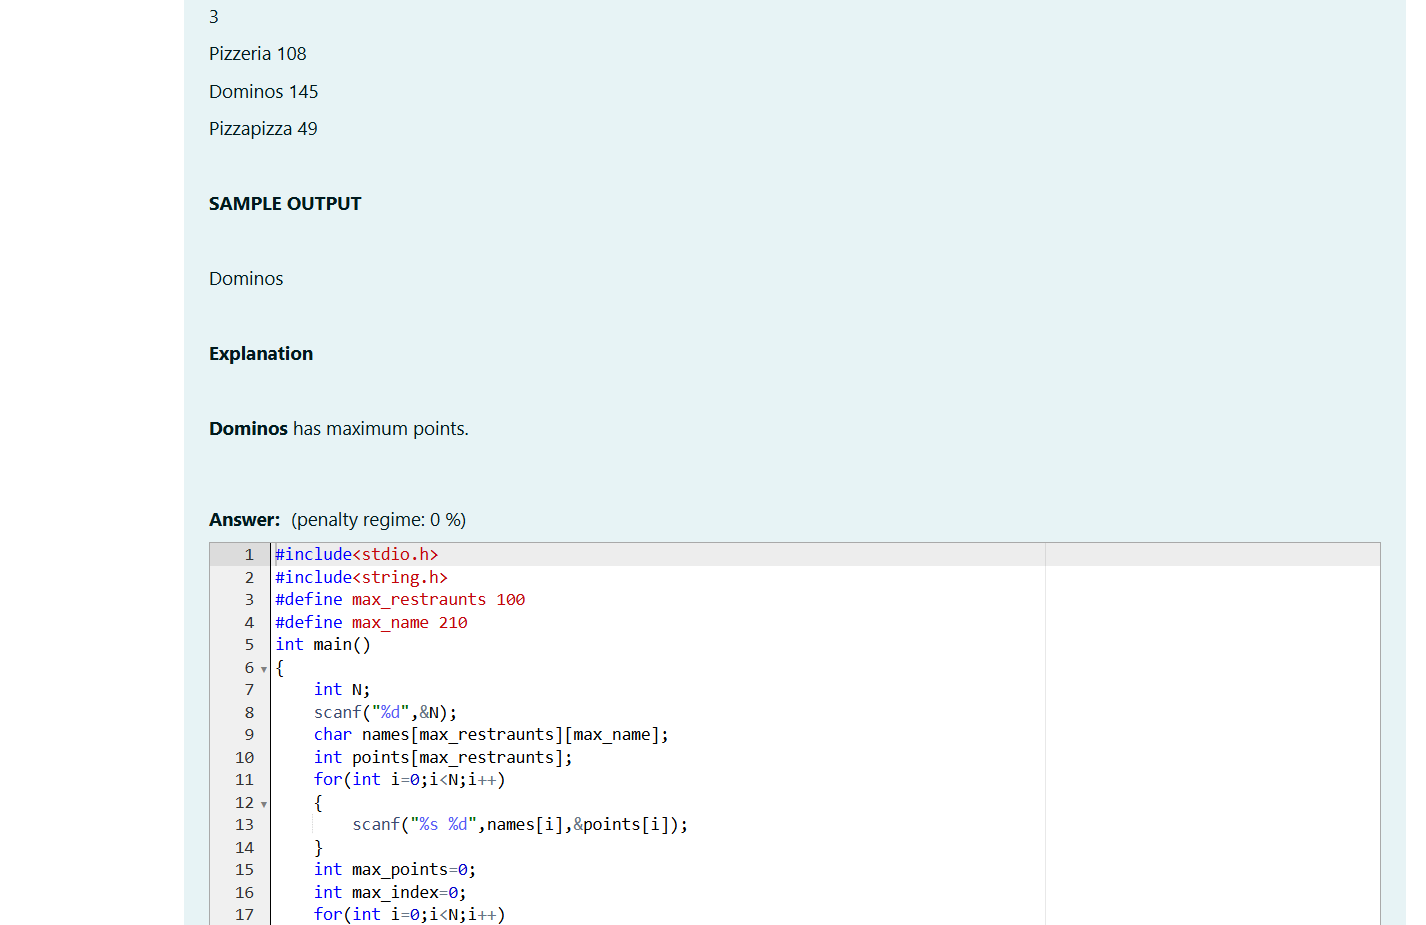 3
Pizzeria 108
Dominos 145
Pizzapizza 49
SAMPLE OUTPUT
Dominos
Explanation
Dominos has maximum points.
Answer: (penalty regime: 0 %)
1 #include<stdio.h>
2 #include<string.h>
3 #define max_restraunts 100
4 #define max_name 210
5 int main()
6 {
7 int N;
8 scanf("%d",&N);
9 char names[max_restraunts][max_name];
10 int points[max_restraunts];
11 for(int i=0;i<N;i++)
12 {
13 scanf("%s %d",names[i],&points[i]);
14 }
15 int max_points=0;
16 int max_index=0;
17 for(int i=0;i<N;i++)